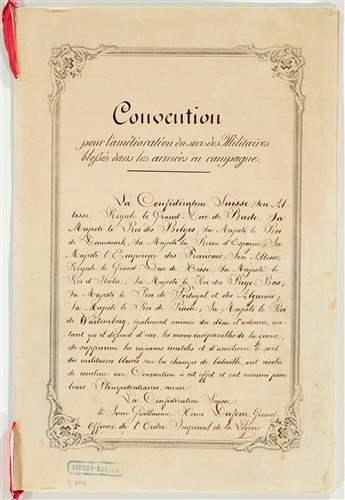 Convention
pour l'amélioration du sort des Militaires
blessés dans les armées en campagne
La Confédération Suisse, Son Al-
tesse Royale le Grand-Duc de Bade, Sa
Majesté le Roi des Belges, Sa Majesté le Roi
de Danemark, Sa Majesté la Reine d'Espagne, Sa
Majesté l'Empereur des Français, Son Altesse
Royale le Grand-Duc de Hesse, Sa Majesté le
Roi d'Italie, Sa Majesté le Roi des Pays-Bas,
Sa Majesté le Roi de Portugal et des Algarves,
Sa Majesté le Roi de Prusse, Sa Majesté le Roi
de Würtemberg, également animés du désir d'adoucir, au-
tant qu'il dépend d'eux, les maux inséparables de la guerre,
de supprimer les rigueurs inutiles et d'améliorer le sort
des militaires blessés sur les champs de bataille, ont résolu
de conclure une Convention à cet effet et ont nommé pour
leurs Plénipotentiaires, savoir:
La Confédération Suisse:
le Sieur Guillaume Henri Dufour Grand
Officier de l'Ordre Impérial de la Légion